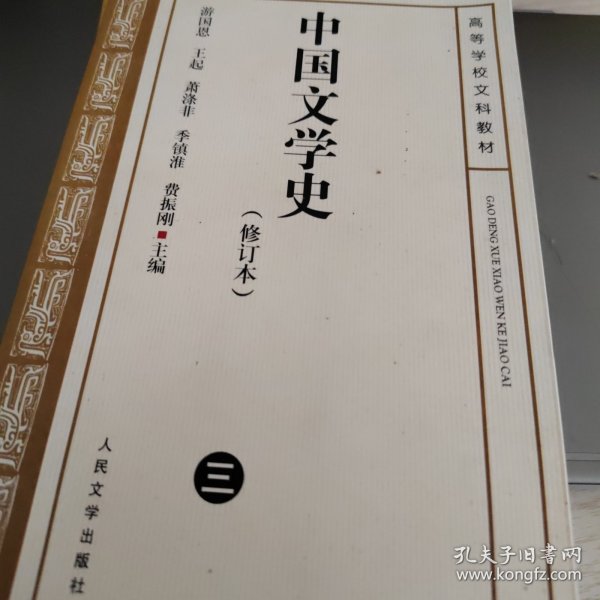 高等学校文科教材
GAO DENG XUE XIAO WEN KE JIAO CAI
中国文学史
(修订本)
游国恩 王起 萧涤非 季镇淮 费振刚■主编
三
人民文学出版社
孔夫子旧书网
www.kongfz.com